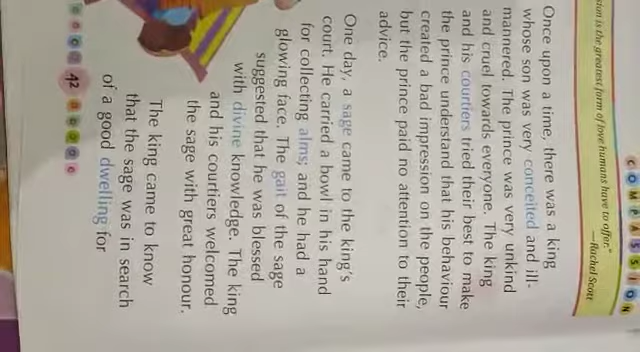 COMPASSION
sion is the greatest form of love humans have to offer."
—Rachel Scott
Once upon a time, there was a king
whose son was very conceited and ill-
mannered. The prince was very unkind
and cruel towards everyone. The king
and his courtiers tried their best to make
the prince understand that his behaviour
created a bad impression on the people,
but the prince paid no attention to their
advice.
One day, a sage came to the king's
court. He carried a bowl in his hand
for collecting alms, and he had a
glowing face. The gait of the sage
suggested that he was blessed
with divine knowledge. The king
and his courtiers welcomed
the sage with great honour.
The king came to know
that the sage was in search
of a good dwelling for
42